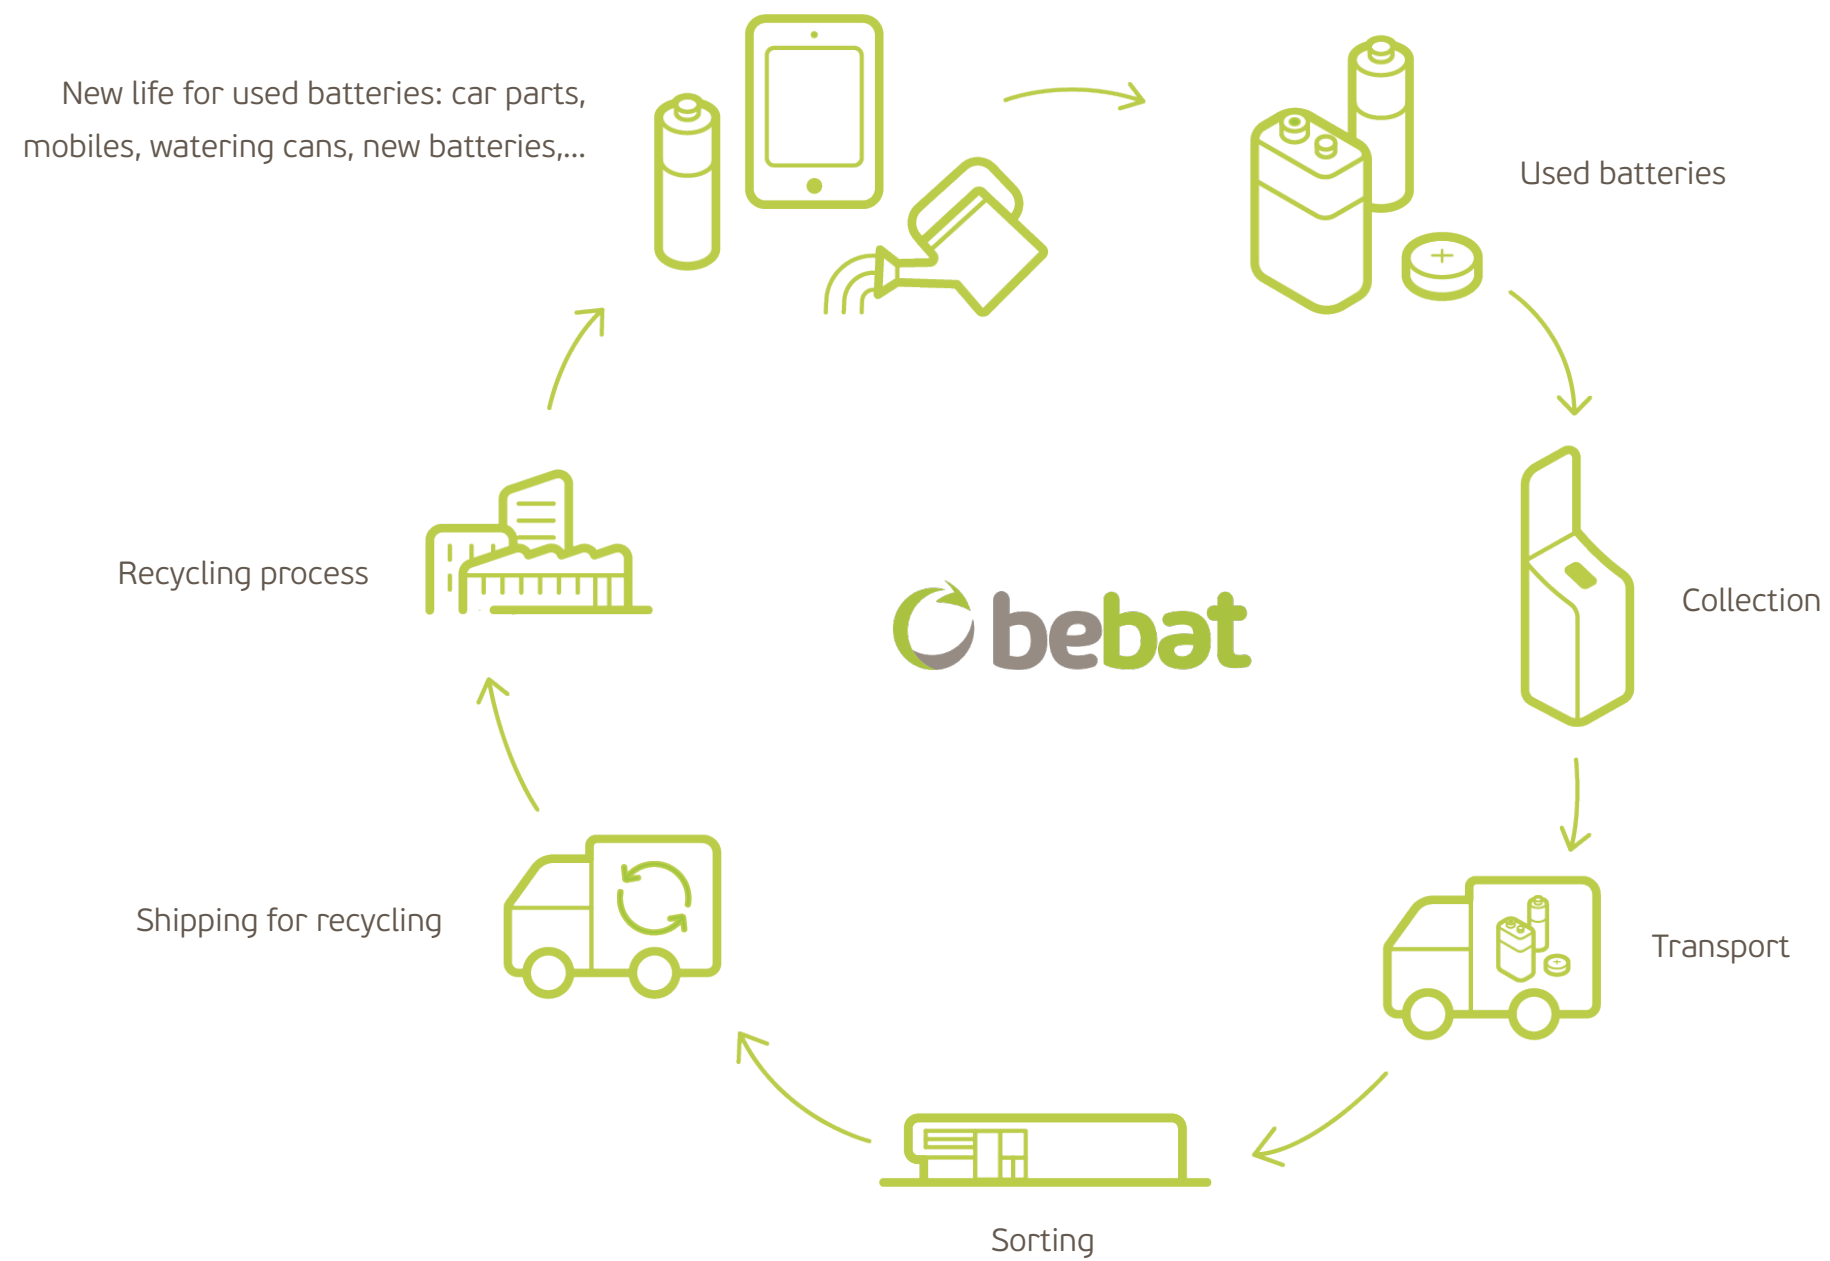 New life for used batteries: car parts,
mobiles, watering cans, new batteries,...
Used batteries
Collection
Transport
Sorting
Shipping for recycling
Recycling process
bebat